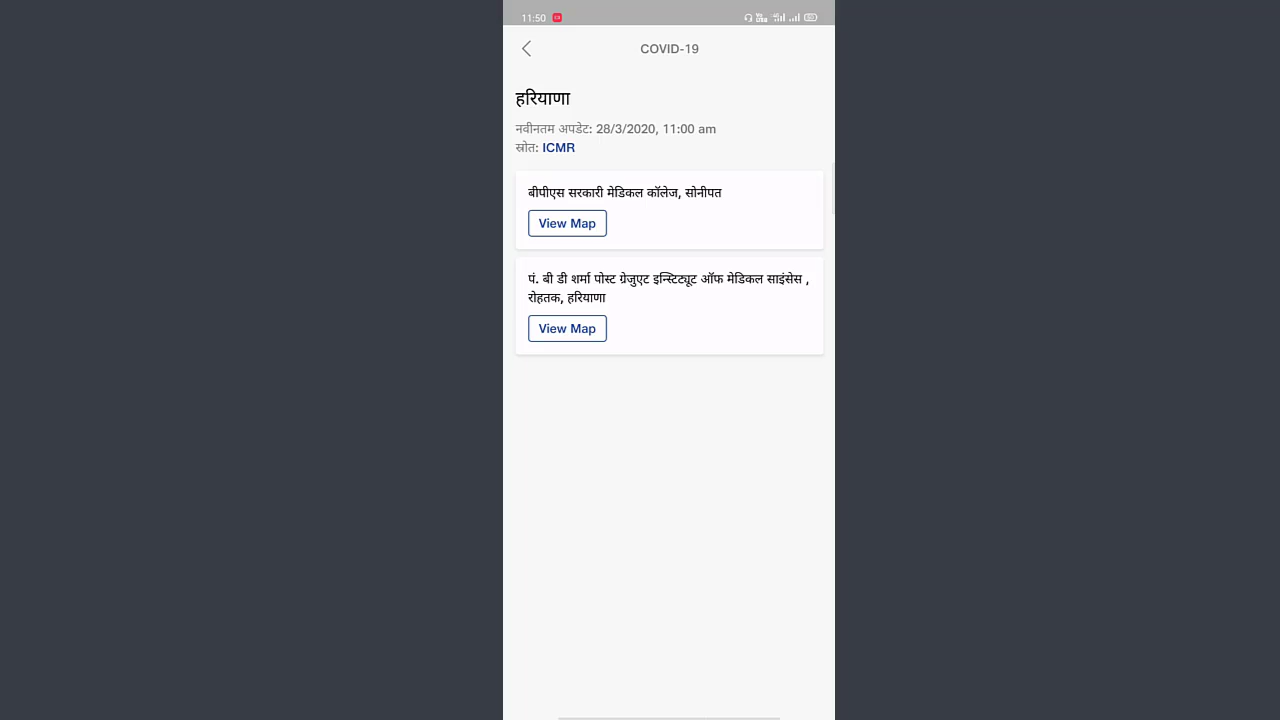 11:50
COVID-19
हरियाणा
नवीनतम अपडेट: 28/3/2020, 11:00 am
स्रोत: ICMR
बीपीएस सरकारी मेडिकल कॉलेज, सोनीपत
View Map
पं. बी डी शर्मा पोस्ट ग्रेजुएट इन्स्टिट्यूट ऑफ मेडिकल साइंसेस ,
रोहतक, हरियाणा
View Map